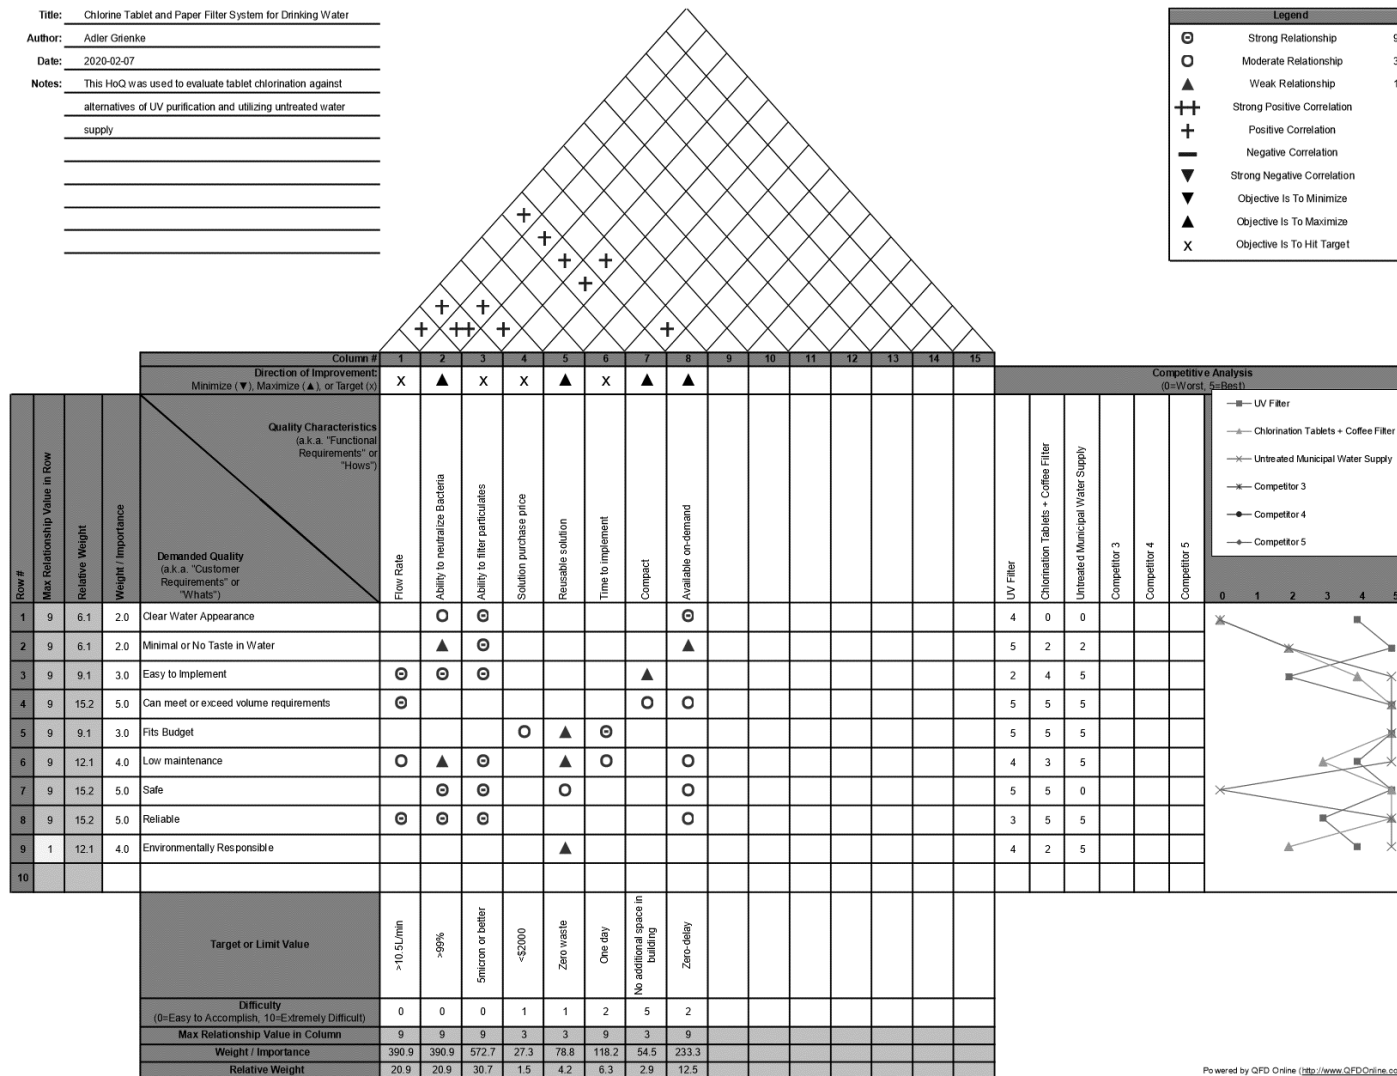 Title: Chlorine Tablet and Paper Filter System for Drinking Water
Author: Adler Grienke
Date: 2020-02-07
Notes: This HoQ was used to evaluate tablet chlorination against
alternatives of UV purification and utilizing untreated water
supply
Legend
Strong Relationship 9
Moderate Relationship 3
Weak Relationship 1
Strong Positive Correlation
Positive Correlation
Negative Correlation
Strong Negative Correlation
Objective Is To Minimize
Objective Is To Maximize
X Objective Is To Hit Target
Column # 1 2 3 4 5 6 7 8 9 10 11 12 13 14 15
Direction of Improvement:
Minimize (▼), Maximize (▲), or Target (x)
X ▲ X X ▲ X ▲ ▲
Competitive Analysis
(0=Worst, 5=Best)
Row #
Max Relationship Value in Row
Relative Weight
Weight / Importance
Quality Characteristics
(a.k.a. "Functional
Requirements" or
"Hows")
Demanded Quality
(a.k.a. "Customer
Requirements" or
"Whats")
Flow Rate
Ability to neutralize Bacteria
Ability to filter particulates
Solution purchase price
Reusable solution
Time to implement
Compact
Available on-demand
UV Filter
Chlorination Tablets + Coffee Filter
Untreated Municipal Water Supply
Competitor 3
Competitor 4
Competitor 5
UV Filter
Chlorination Tablets + Coffee Filter
Untreated Municipal Water Supply
Competitor 3
Competitor 4
Competitor 5
0 1 2 3 4 5
1 9 6.1 2.0 Clear Water Appearance 4 0 0
2 9 6.1 2.0 Minimal or No Taste in Water 5 2 2
3 9 9.1 3.0 Easy to Implement 2 4 5
4 9 15.2 5.0 Can meet or exceed volume requirements 5 5 5
5 9 9.1 3.0 Fits Budget 5 5 5
6 9 12.1 4.0 Low maintenance 4 3 5
7 9 15.2 5.0 Safe 5 5 0
8 9 15.2 5.0 Reliable 3 5 5
9 1 12.1 4.0 Environmentally Responsible 4 2 5
10
Target or Limit Value
>10.5L/min
>99%
5micron or better
<$2000
Zero waste
One day
No additional space in
building
Zero-delay
Difficulty
(0=Easy to Accomplish, 10=Extremely Difficult)
0 0 0 1 1 2 5 2
Max Relationship Value in Column 9 9 9 3 3 9 3 9
Weight / Importance 390.9 390.9 572.7 27.3 78.8 118.2 54.5 233.3
Relative Weight 20.9 20.9 30.7 1.5 4.2 6.3 2.9 12.5
Powered by QFD Online (http://www.QFDOnline.co